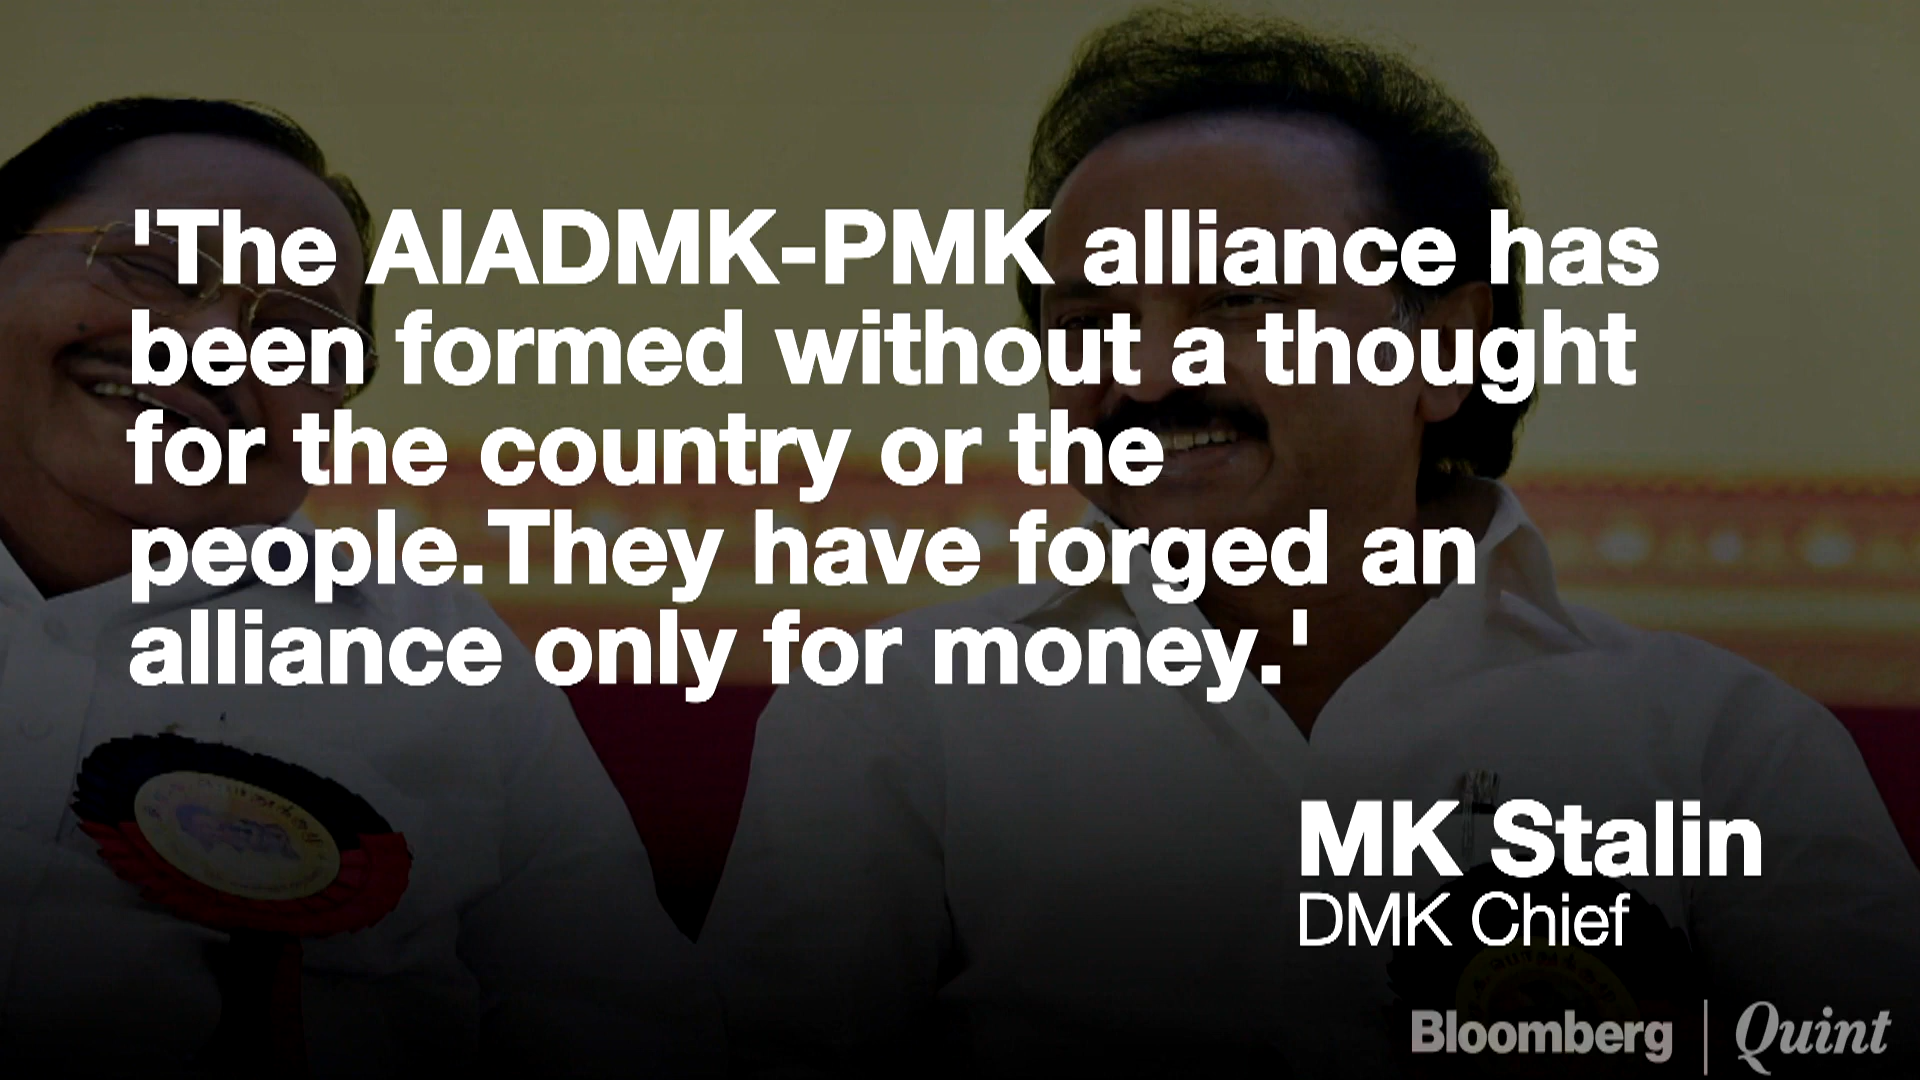 'The AIADMK-PMK alliance has
been formed without a thought
for the country or the
people.They have forged an
alliance only for money.'
MK Stalin
DMK Chief
Bloomberg | Quint